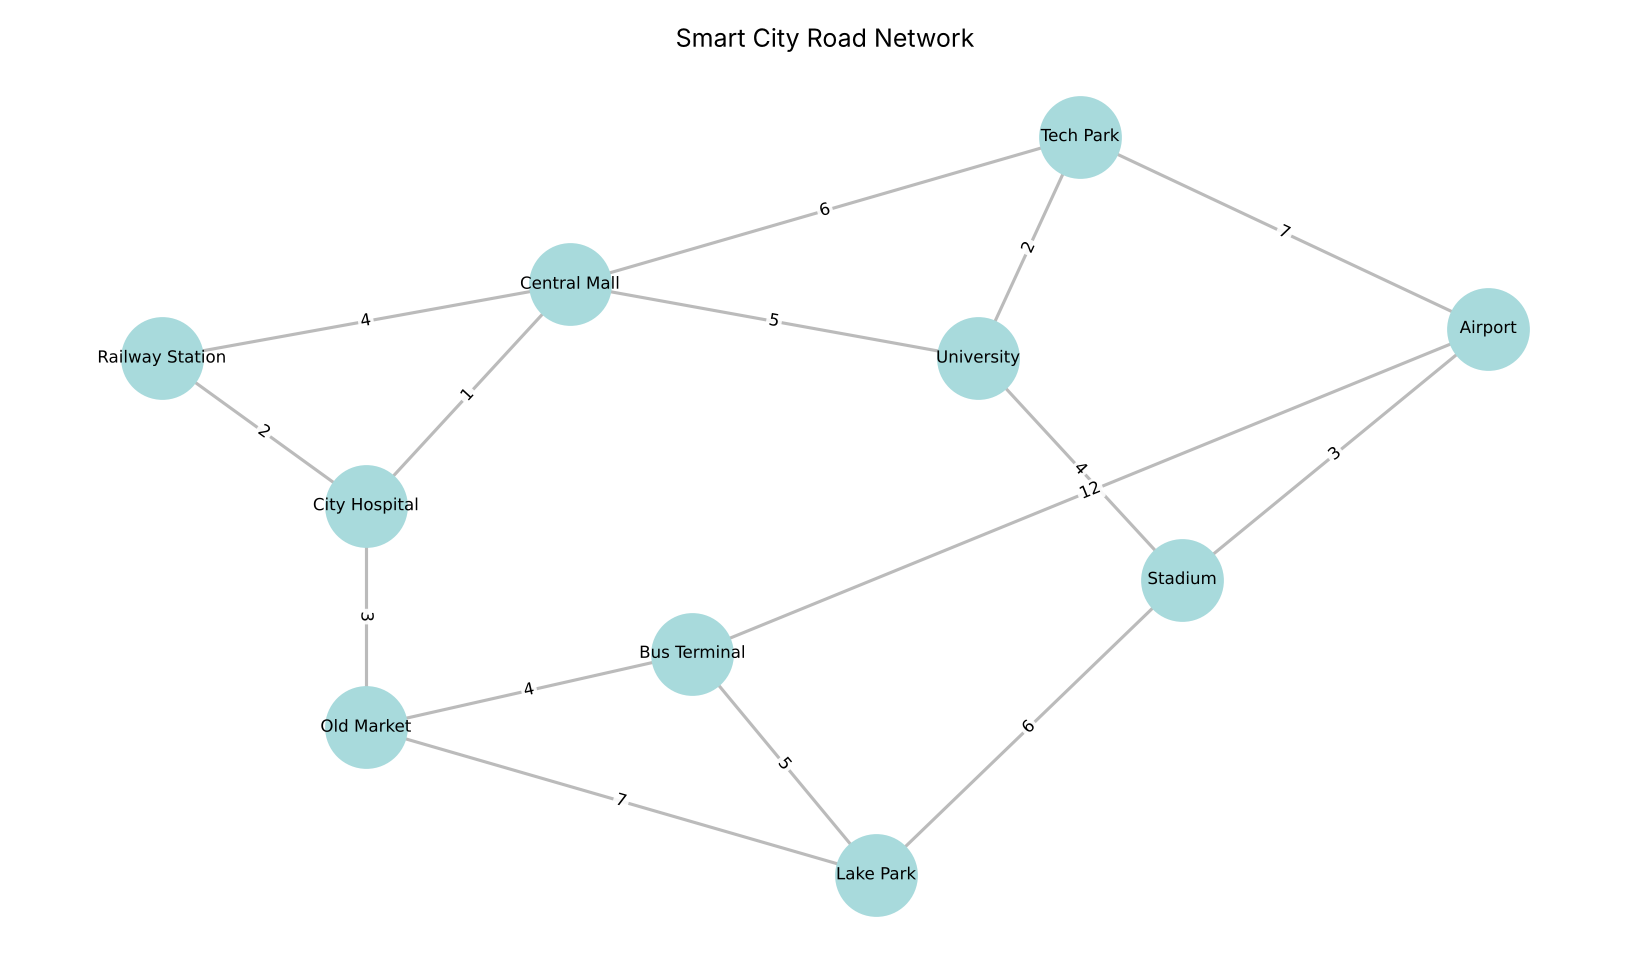 Smart City Road Network
Tech Park
6
7
2
Central Mall
4
5
Airport
Railway Station
University
1
2
3
4
12
City Hospital
Stadium
3
Bus Terminal
4
Old Market
6
5
7
Lake Park